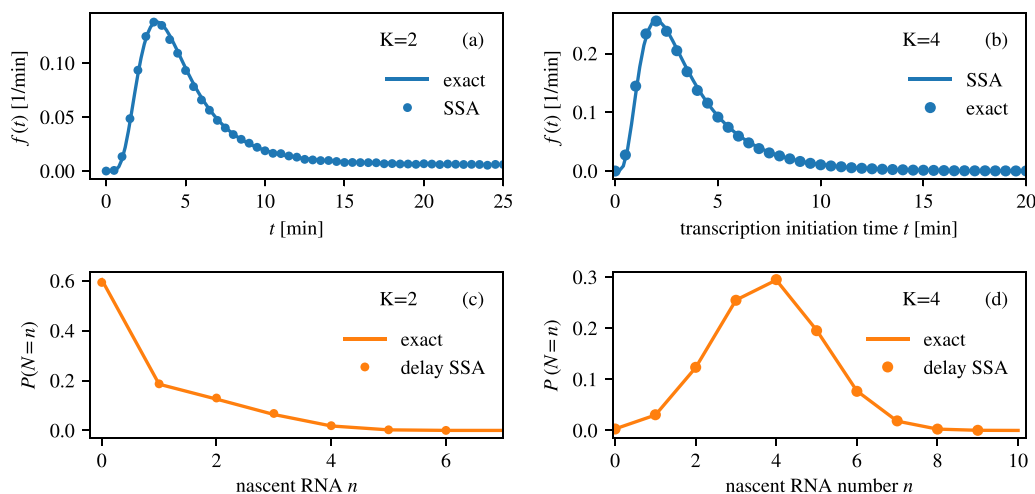 K=2 (a)
exact
SSA
f(t) [1/min]
0.10
0.05
0.00
0 5 10 15 20 25
t [min]
K=4 (b)
SSA
exact
f(t) [1/min]
0.2
0.1
0.0
0 5 10 15 20
transcription initiation time t [min]
K=2 (c)
exact
delay SSA
P(N=n)
0.6
0.4
0.2
0.0
0 2 4 6
nascent RNA n
K=4 (d)
exact
delay SSA
P (N=n)
0.3
0.2
0.1
0.0
0 2 4 6 8 10
nascent RNA number n